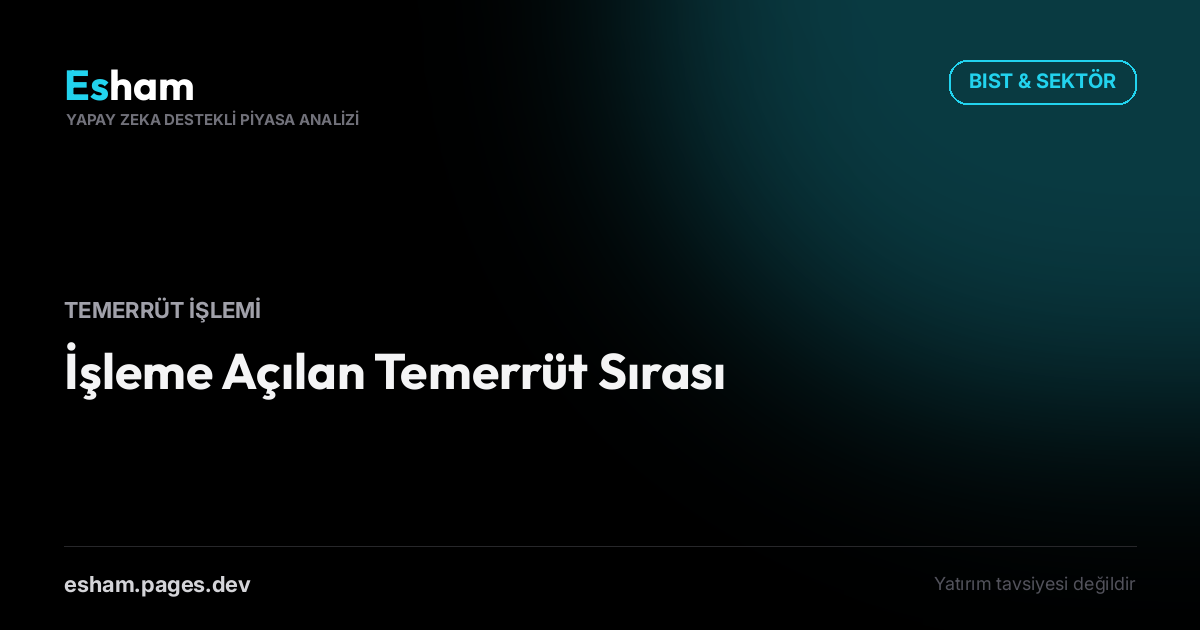 Esham
BIST & SEKTÖR
YAPAY ZEKA DESTEKLİ PİYASA ANALİZİ
TEMERRÜT İŞLEMİ
İşleme Açılan Temerrüt Sırası
esham.pages.dev
Yatırım tavsiyesi değildir